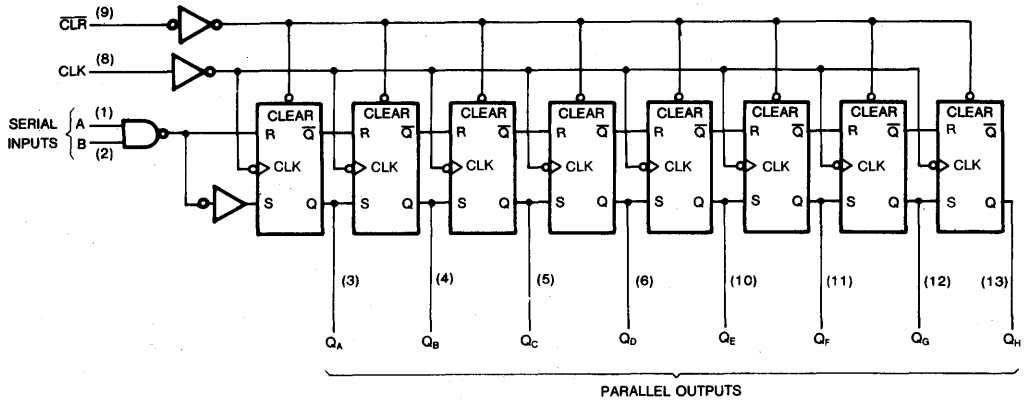 CLR (9)
CLK (8)
SERIAL INPUTS A (1)
B (2)
CLEAR CLEAR CLEAR CLEAR CLEAR CLEAR CLEAR CLEAR
R Q R Q R Q R Q R Q R Q R Q R Q
CLK CLK CLK CLK CLK CLK CLK CLK
S Q S Q S Q S Q S Q S Q S Q S Q
(3) (4) (5) (6) (10) (11) (12) (13)
QA QB QC QD QE QF QG QH
PARALLEL OUTPUTS